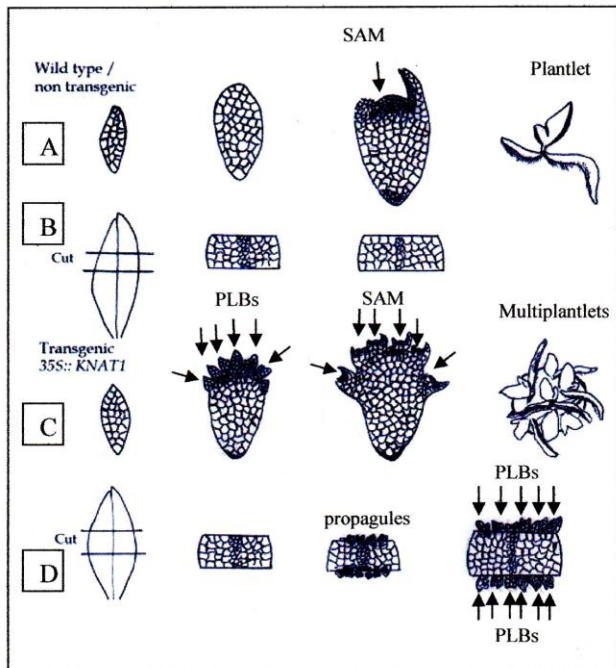 SAM
Wild type /
non transgenic
Plantlet
A
B
Cut
PLBs
SAM
Multiplantlets
Transgenic
35S:: KNAT1
C
PLBs
Cut
propagules
D
PLBs